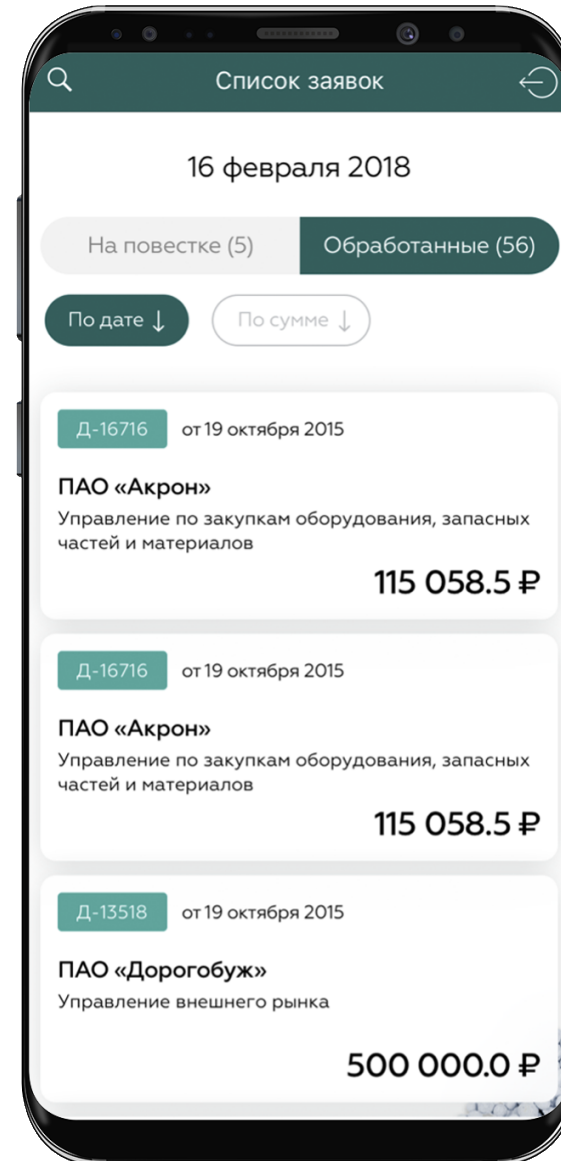 Список заявок
16 февраля 2018
На повестке (5)
Обработанные (56)
По дате ↓
По сумме ↓
Д-16716 от 19 октября 2015
ПАО «Акрон»
Управление по закупкам оборудования, запасных
частей и материалов
115 058.5 ₽
Д-16716 от 19 октября 2015
ПАО «Акрон»
Управление по закупкам оборудования, запасных
частей и материалов
115 058.5 ₽
Д-13518 от 19 октября 2015
ПАО «Дорогобуж»
Управление внешнего рынка
500 000.0 ₽